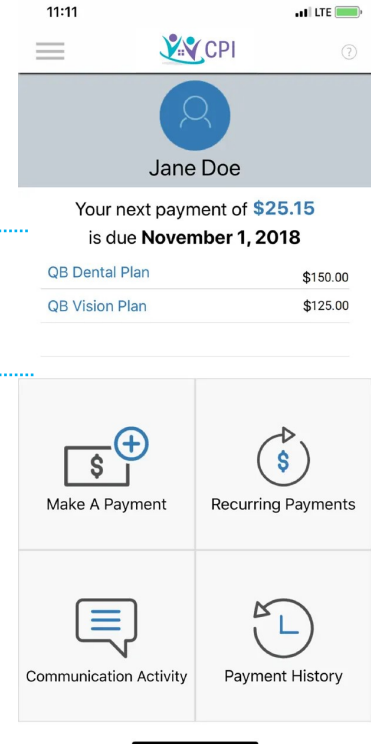 11:11 LTE
CPI
?
Jane Doe
Your next payment of $25.15
is due November 1, 2018
QB Dental Plan $150.00
QB Vision Plan $125.00
$ $
Make A Payment Recurring Payments
Communication Activity Payment History